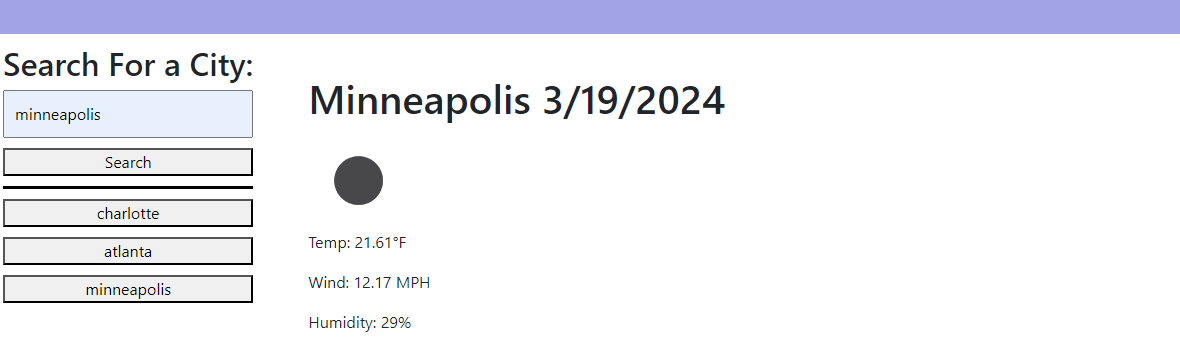 Search For a City:
minneapolis
Search
charlotte
atlanta
minneapolis
Minneapolis 3/19/2024
Temp: 21.61°F
Wind: 12.17 MPH
Humidity: 29%